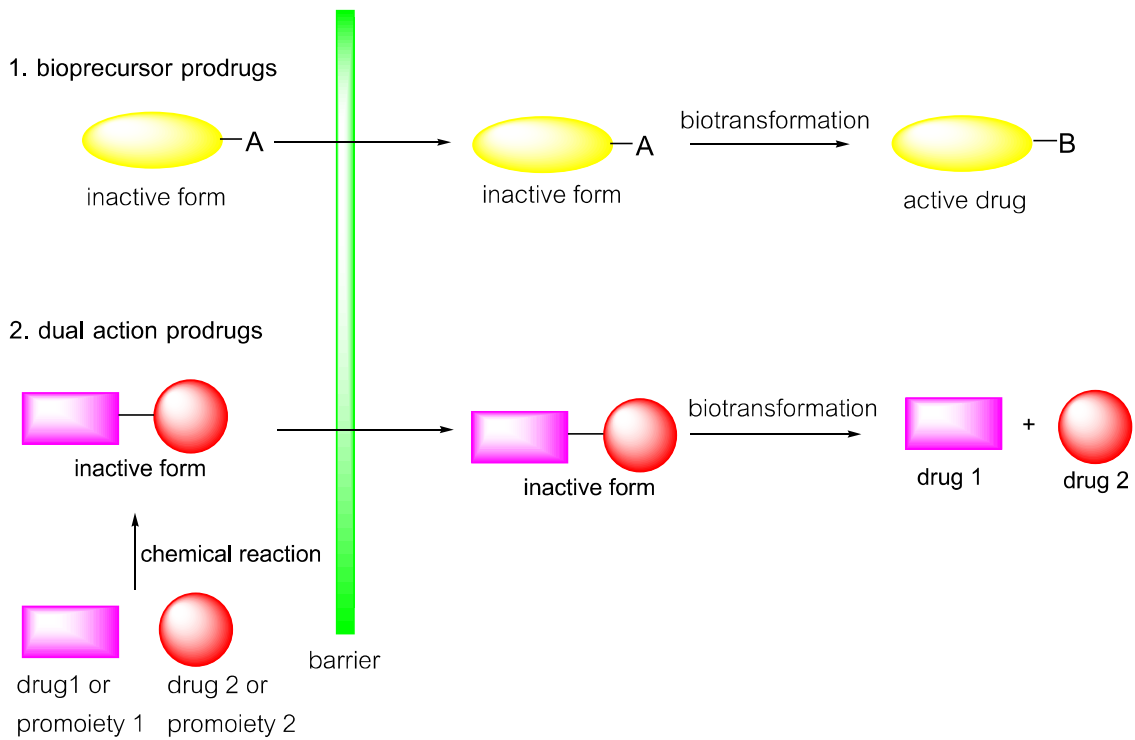 1. bioprecursor prodrugs
A
inactive form
A
inactive form
biotransformation
B
active drug
2. dual action prodrugs
inactive form
inactive form
biotransformation
+
drug 1
drug 2
chemical reaction
drug1 or
promoiety 1
drug 2 or
promoiety 2
barrier